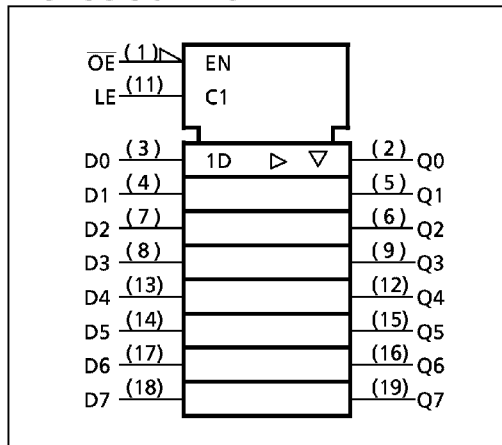 OE (1) EN
LE (11) C1
D0 (3) 1D (2) Q0
D1 (4) (5) Q1
D2 (7) (6) Q2
D3 (8) (9) Q3
D4 (13) (12) Q4
D5 (14) (15) Q5
D6 (17) (16) Q6
D7 (18) (19) Q7